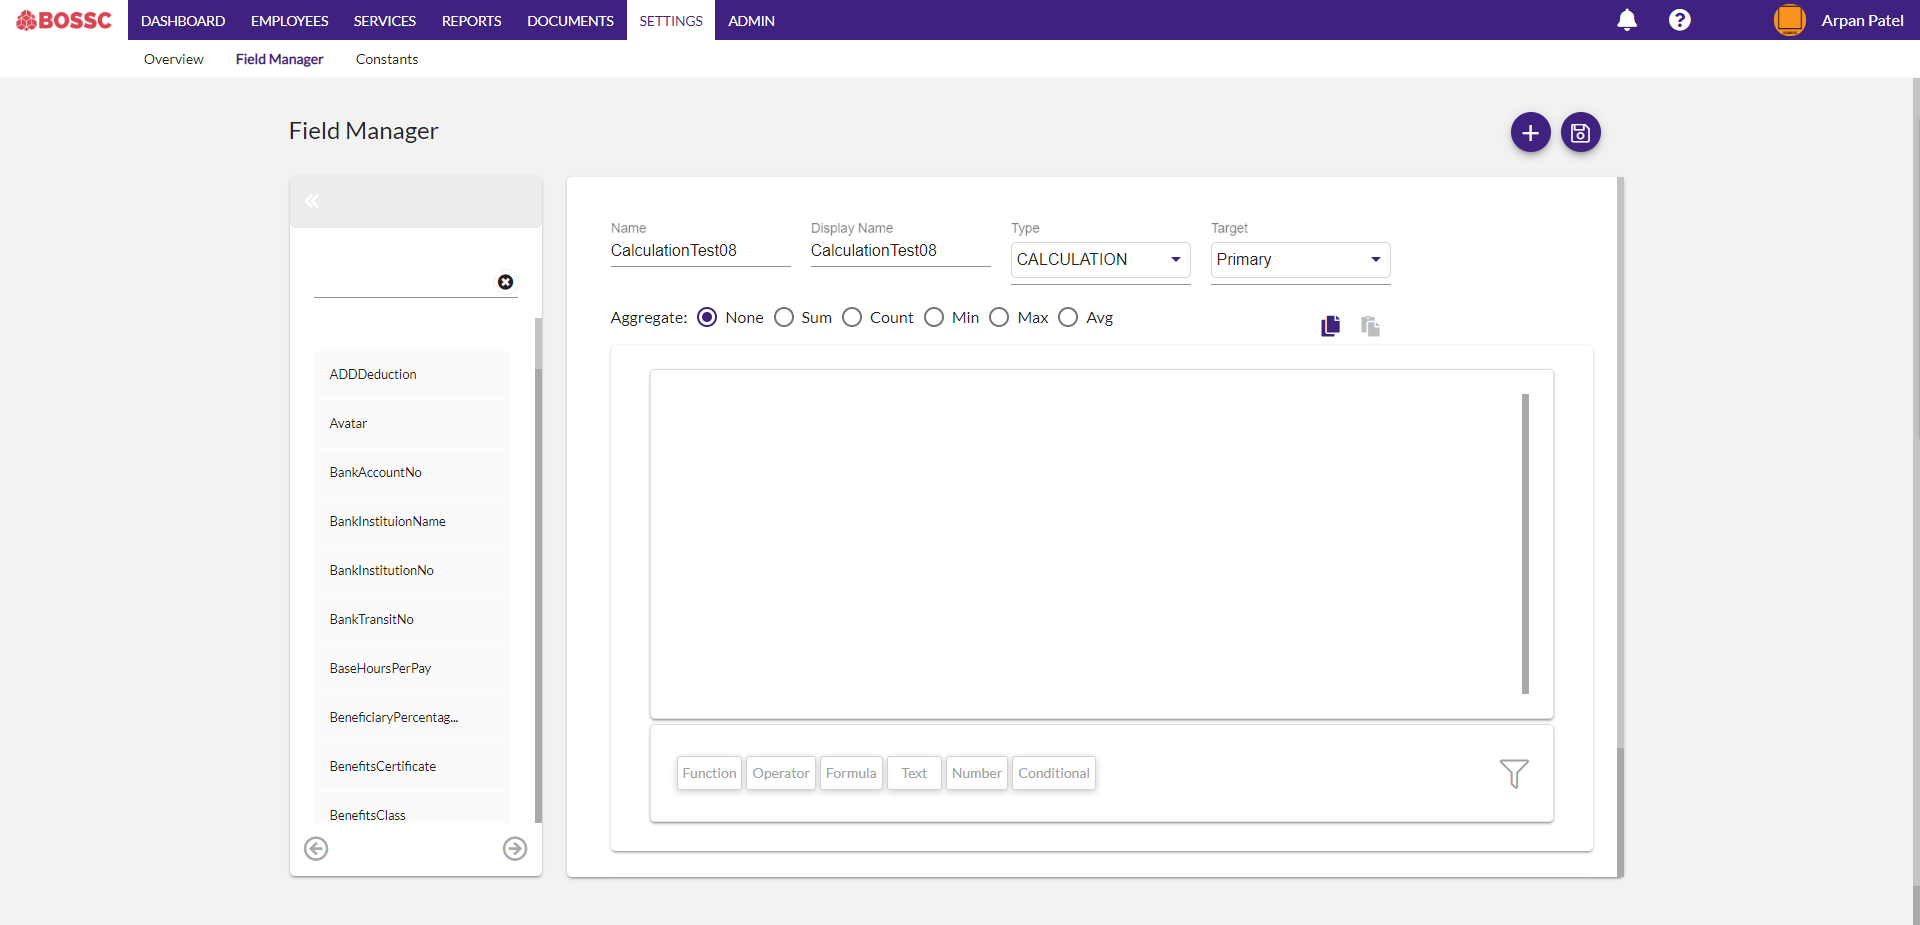 BOSSC DASHBOARD EMPLOYEES SERVICES REPORTS DOCUMENTS SETTINGS ADMIN Arpan Patel
Overview Field Manager Constants
Field Manager
ADDDeduction
Avatar
BankAccountNo
BankInstituionName
BankInstitutionNo
BankTransitNo
BaseHoursPerPay
BeneficiaryPercentag...
BenefitsCertificate
BenefitsClass
Name Display Name Type Target
CalculationTest08 CalculationTest08 CALCULATION Primary
Aggregate: None Sum Count Min Max Avg
Function Operator Formula Text Number Conditional